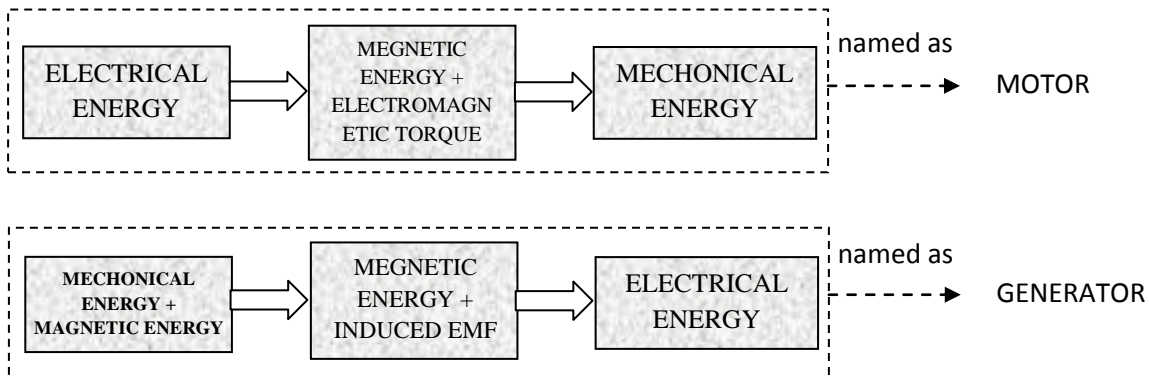 ELECTRICAL
ENERGY
MEGNETIC
ENERGY +
ELECTROMAGN
ETIC TORQUE
MECHONICAL
ENERGY
named as
MOTOR
MECHONICAL
ENERGY +
MAGNETIC ENERGY
MEGNETIC
ENERGY +
INDUCED EMF
ELECTRICAL
ENERGY
named as
GENERATOR